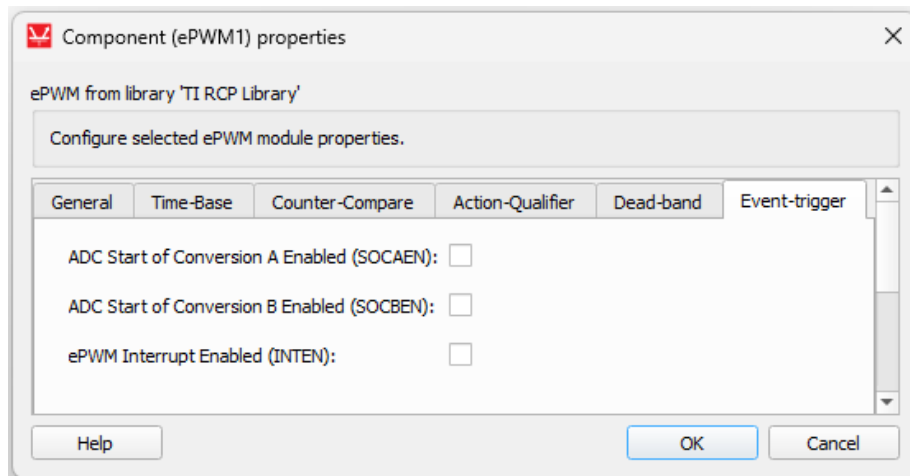 Component (ePWM1) properties
ePWM from library 'TI RCP Library'
Configure selected ePWM module properties.
General Time-Base Counter-Compare Action-Qualifier Dead-band Event-trigger
ADC Start of Conversion A Enabled (SOCAEN):
ADC Start of Conversion B Enabled (SOCBEN):
ePWM Interrupt Enabled (INTEN):
Help OK Cancel